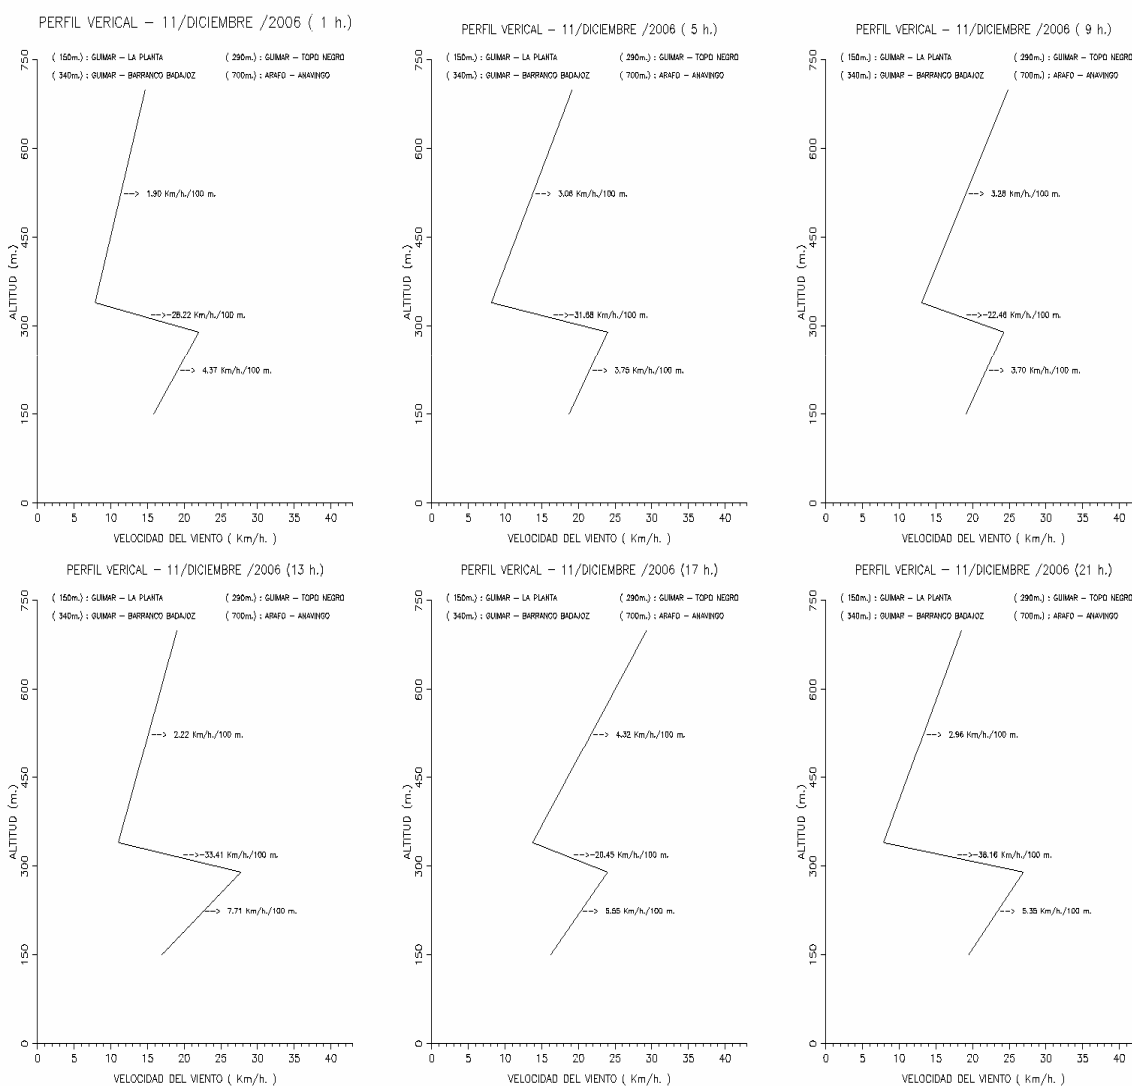 PERFIL VERICAL – 11/DICIEMBRE /2006 ( 1 h.)
( 150m.) : GUIMAR – LA PLANTA ( 290m.) : GUIMAR – TOPO NEGRO
( 340m.) : GUIMAR – BARRANCO BADAJOZ ( 700m.) : ARAFO – ANAVINGO
750
600
450
300
150
0
ALTITUD (m.)
1.90 Km/h./100 m.
-28.22 Km/h./100 m.
4.37 Km/h./100 m.
0 5 10 15 20 25 30 35 40
VELOCIDAD DEL VIENTO ( Km/h. )
PERFIL VERICAL – 11/DICIEMBRE /2006 ( 5 h.)
( 150m.) : GUIMAR – LA PLANTA ( 290m.) : GUIMAR – TOPO NEGRO
( 340m.) : GUIMAR – BARRANCO BADAJOZ ( 700m.) : ARAFO – ANAVINGO
750
600
450
300
150
0
ALTITUD (m.)
3.06 Km/h./100 m.
-31.68 Km/h./100 m.
3.75 Km/h./100 m.
0 5 10 15 20 25 30 35 40
VELOCIDAD DEL VIENTO ( Km/h. )
PERFIL VERICAL – 11/DICIEMBRE /2006 ( 9 h.)
( 150m.) : GUIMAR – LA PLANTA ( 290m.) : GUIMAR – TOPO NEGRO
( 340m.) : GUIMAR – BARRANCO BADAJOZ ( 700m.) : ARAFO – ANAVINGO
750
600
450
300
150
0
ALTITUD (m.)
3.28 Km/h./100 m.
-22.46 Km/h./100 m.
3.70 Km/h./100 m.
0 5 10 15 20 25 30 35 40
VELOCIDAD DEL VIENTO ( Km/h. )
PERFIL VERICAL – 11/DICIEMBRE /2006 (13 h.)
( 150m.) : GUIMAR – LA PLANTA ( 290m.) : GUIMAR – TOPO NEGRO
( 340m.) : GUIMAR – BARRANCO BADAJOZ ( 700m.) : ARAFO – ANAVINGO
750
600
450
300
150
0
ALTITUD (m.)
2.22 Km/h./100 m.
-33.41 Km/h./100 m.
7.71 Km/h./100 m.
0 5 10 15 20 25 30 35 40
VELOCIDAD DEL VIENTO ( Km/h. )
PERFIL VERICAL – 11/DICIEMBRE /2006 (17 h.)
( 150m.) : GUIMAR – LA PLANTA ( 290m.) : GUIMAR – TOPO NEGRO
( 340m.) : GUIMAR – BARRANCO BADAJOZ ( 700m.) : ARAFO – ANAVINGO
750
600
450
300
150
0
ALTITUD (m.)
4.32 Km/h./100 m.
-20.45 Km/h./100 m.
5.55 Km/h./100 m.
0 5 10 15 20 25 30 35 40
VELOCIDAD DEL VIENTO ( Km/h. )
PERFIL VERICAL – 11/DICIEMBRE /2006 (21 h.)
( 150m.) : GUIMAR – LA PLANTA ( 290m.) : GUIMAR – TOPO NEGRO
( 340m.) : GUIMAR – BARRANCO BADAJOZ ( 700m.) : ARAFO – ANAVINGO
750
600
450
300
150
0
ALTITUD (m.)
2.96 Km/h./100 m.
-38.16 Km/h./100 m.
5.35 Km/h./100 m.
0 5 10 15 20 25 30 35 40
VELOCIDAD DEL VIENTO ( Km/h. )